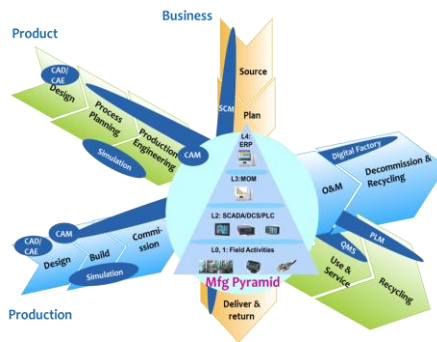 Business
Product
CAD/
CAE
Design
Process
Planning
Production
Engineering
Simulation
CAM
SCM
Source
Plan
L4:
ERP
L3:MOM
L2: SCADA/DCS/PLC
L0, 1: Field Activities
Mfg Pyramid
Digital Factory
O&M
Decommission &
Recycling
CAM
CAD/
CAE
Design
Build
Commi-
ssion
Simulation
Production
QMS
PLM
Use &
Service
Recycling
Deliver &
return